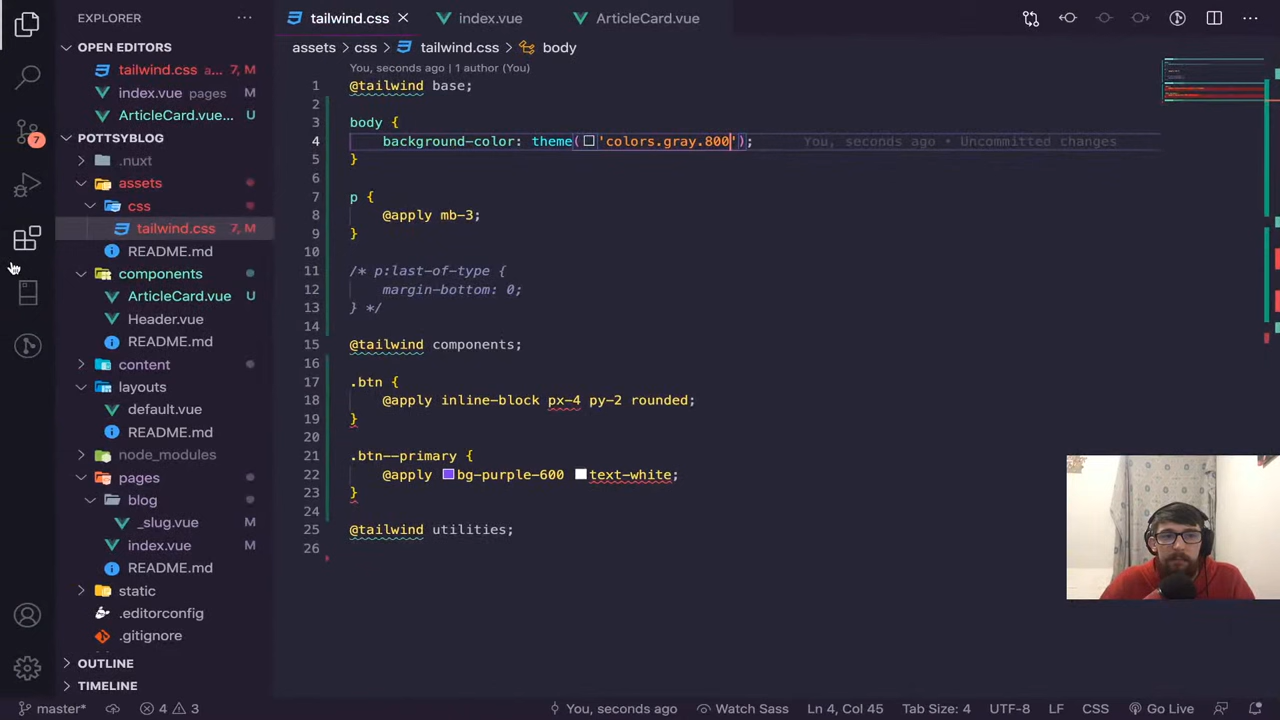 EXPLORER
OPEN EDITORS
tailwind.css a... 7, M
index.vue pages M
ArticleCard.vue... U
POTTSYBLOG
.nuxt
assets
css
tailwind.css 7, M
README.md
components
ArticleCard.vue U
Header.vue
README.md
content
layouts
default.vue
README.md
node_modules
pages
blog
_slug.vue M
index.vue M
README.md
static
.editorconfig
.gitignore
OUTLINE
TIMELINE
7
tailwind.css
index.vue
ArticleCard.vue
assets > css > tailwind.css > body
You, seconds ago | 1 author (You)
1 @tailwind base;
2
3 body {
4 background-color: theme('colors.gray.800'); You, seconds ago • Uncommitted changes
5 }
6
7 p {
8 @apply mb-3;
9 }
10
11 /* p:last-of-type {
12 margin-bottom: 0;
13 } */
14
15 @tailwind components;
16
17 .btn {
18 @apply inline-block px-4 py-2 rounded;
19 }
20
21 .btn--primary {
22 @apply bg-purple-600 text-white;
23 }
24
25 @tailwind utilities;
26
master* 4 3 You, seconds ago Watch Sass Ln 4, Col 45 Tab Size: 4 UTF-8 LF CSS Go Live